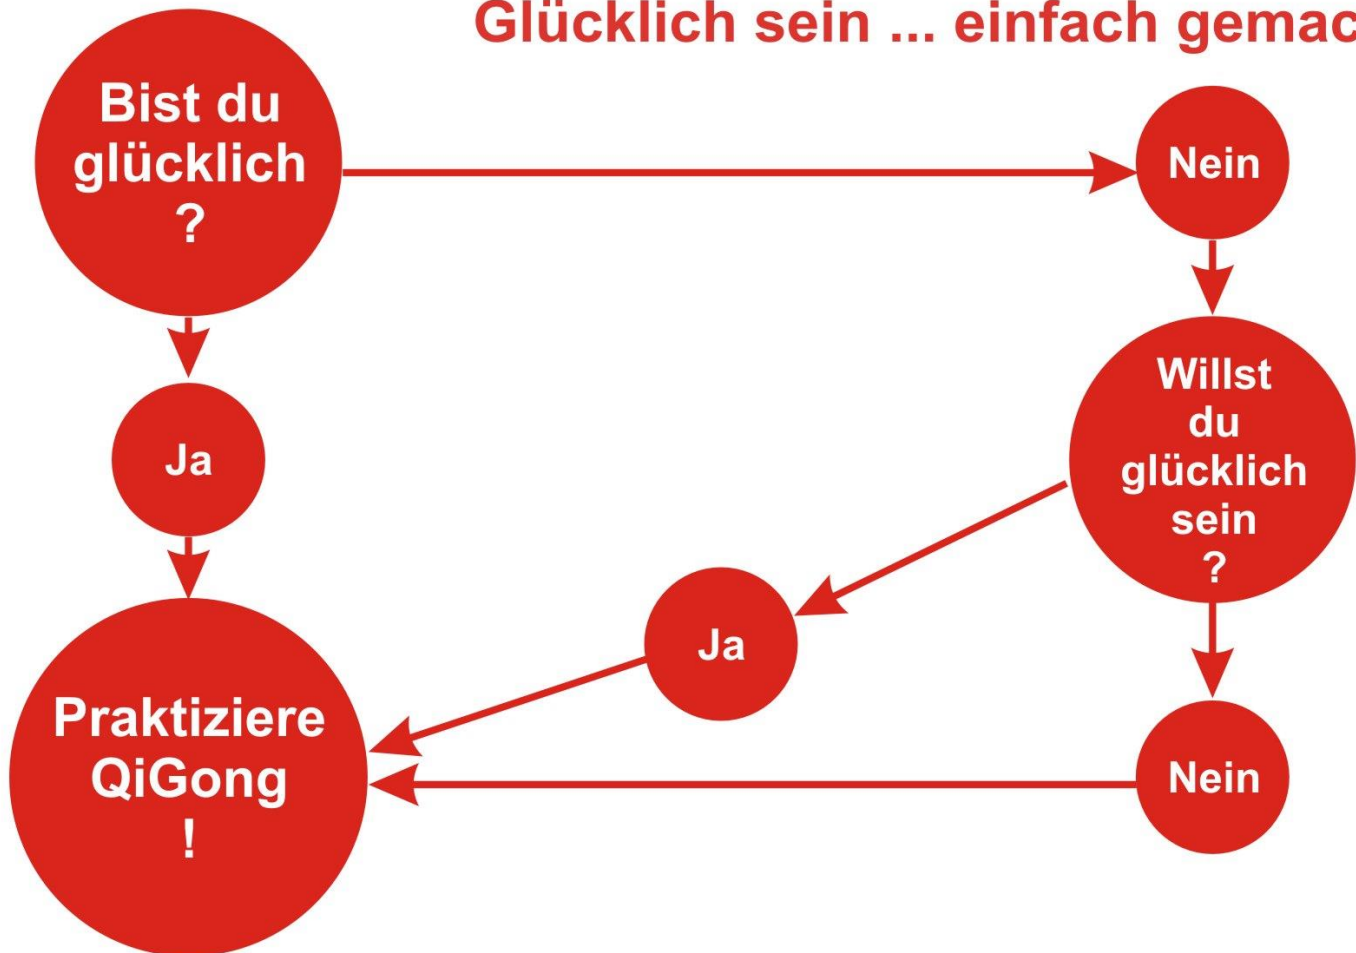 Glücklich sein ... einfach gemac
Bist du
glücklich
?
Nein
Ja
Willst
du
glücklich
sein
?
Ja
Praktiziere
QiGong
!
Nein